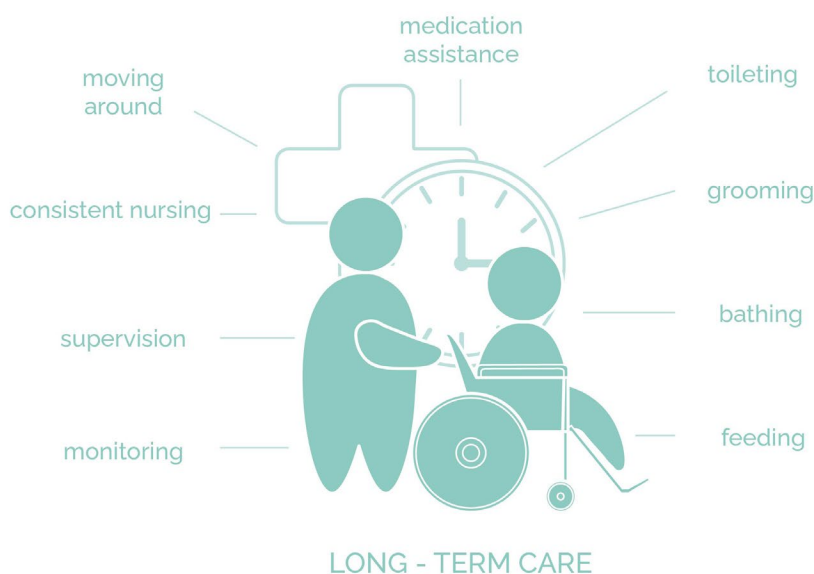 medication
assistance
moving
around
toileting
consistent nursing
grooming
supervision
bathing
monitoring
feeding
LONG - TERM CARE